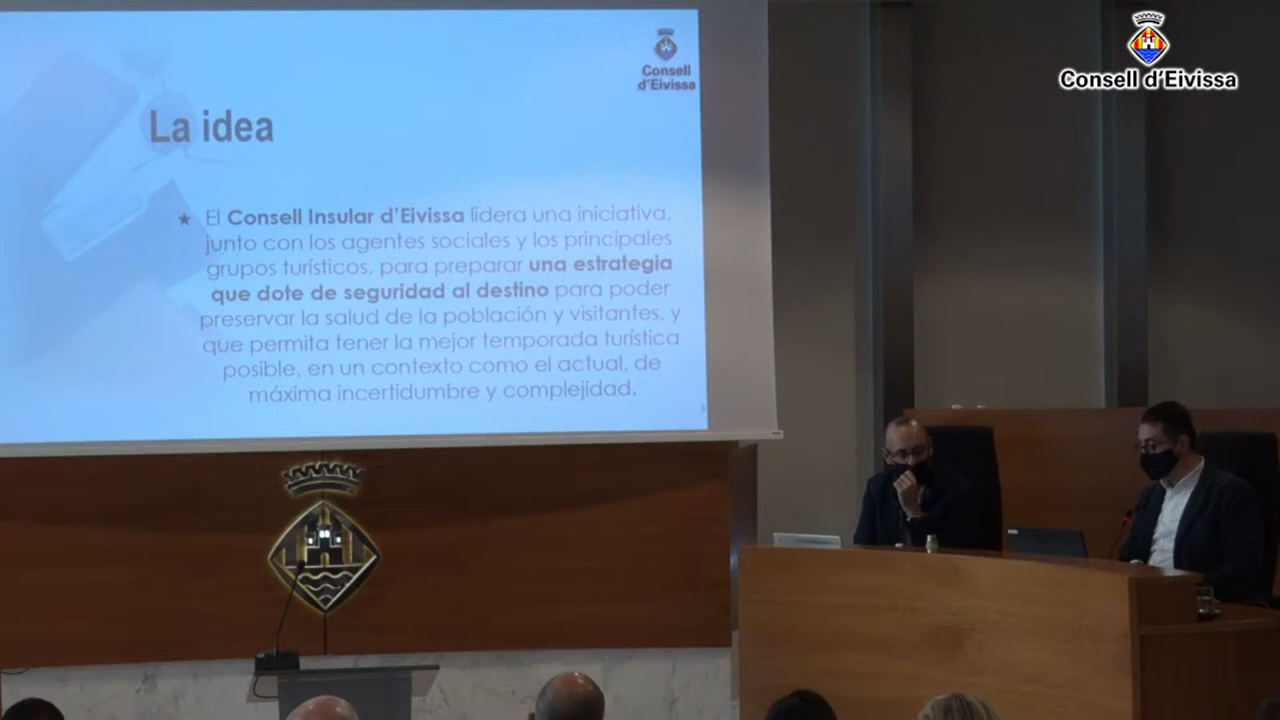 Consell
d'Eivissa
Consell d'Eivissa
La idea
★ El Consell Insular d'Eivissa lidera una iniciativa,
junto con los agentes sociales y los principales
grupos turísticos, para preparar una estrategia
que dote de seguridad al destino para poder
preservar la salud de la población y visitantes, y
que permita tener la mejor temporada turística
posible, en un contexto como el actual, de
máxima incertidumbre y complejidad.